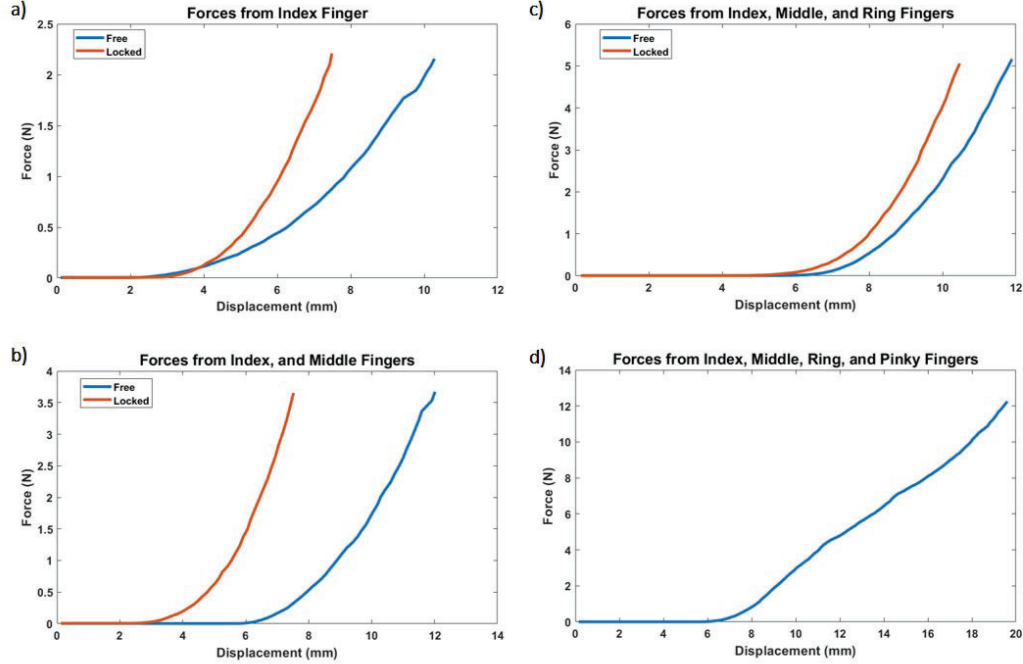 a)
Forces from Index Finger
Free
Locked
2.5
2
1.5
1
0.5
0
Force (N)
0 2 4 6 8 10 12
Displacement (mm)
c)
Forces from Index, Middle, and Ring Fingers
Free
Locked
6
5
4
3
2
1
0
Force (N)
0 2 4 6 8 10 12
Displacement (mm)
b)
Forces from Index, and Middle Fingers
Free
Locked
4
3.5
3
2.5
2
1.5
1
0.5
0
Force (N)
0 2 4 6 8 10 12 14
Displacement (mm)
d)
Forces from Index, Middle, Ring, and Pinky Fingers
14
12
10
8
6
4
2
0
Force (N)
0 2 4 6 8 10 12 14 16 18 20
Displacement (mm)